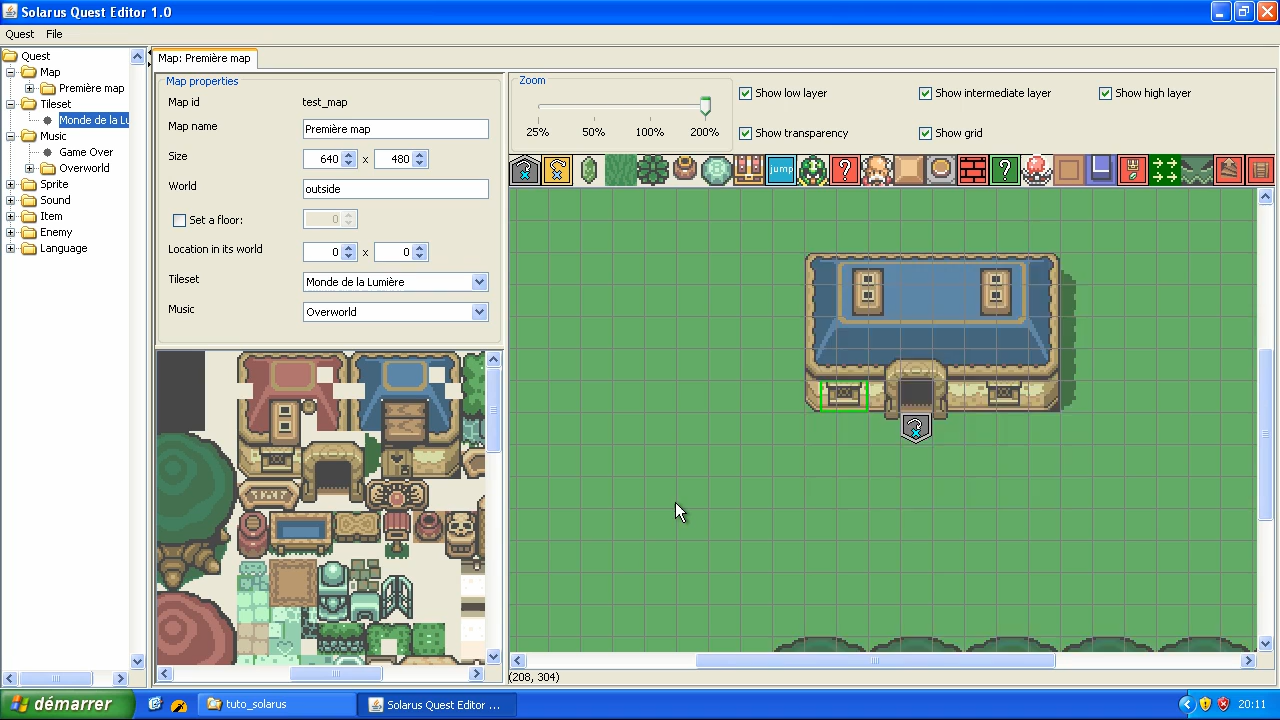 Solarus Quest Editor 1.0
Quest File
Quest
Map
Première map
Tileset
Monde de la Lu
Music
Game Over
Overworld
Sprite
Sound
Item
Enemy
Language
Map: Première map
Map properties
Map id test_map
Map name Première map
Size 640 x 480
World outside
Set a floor: 0
Location in its world 0 x 0
Tileset Monde de la Lumière
Music Overworld
Zoom
25% 50% 100% 200%
Show low layer Show intermediate layer Show high layer
Show transparency Show grid
jump ? ?
(208, 304)
démarrer tuto_solarus Solarus Quest Editor ... 20:11